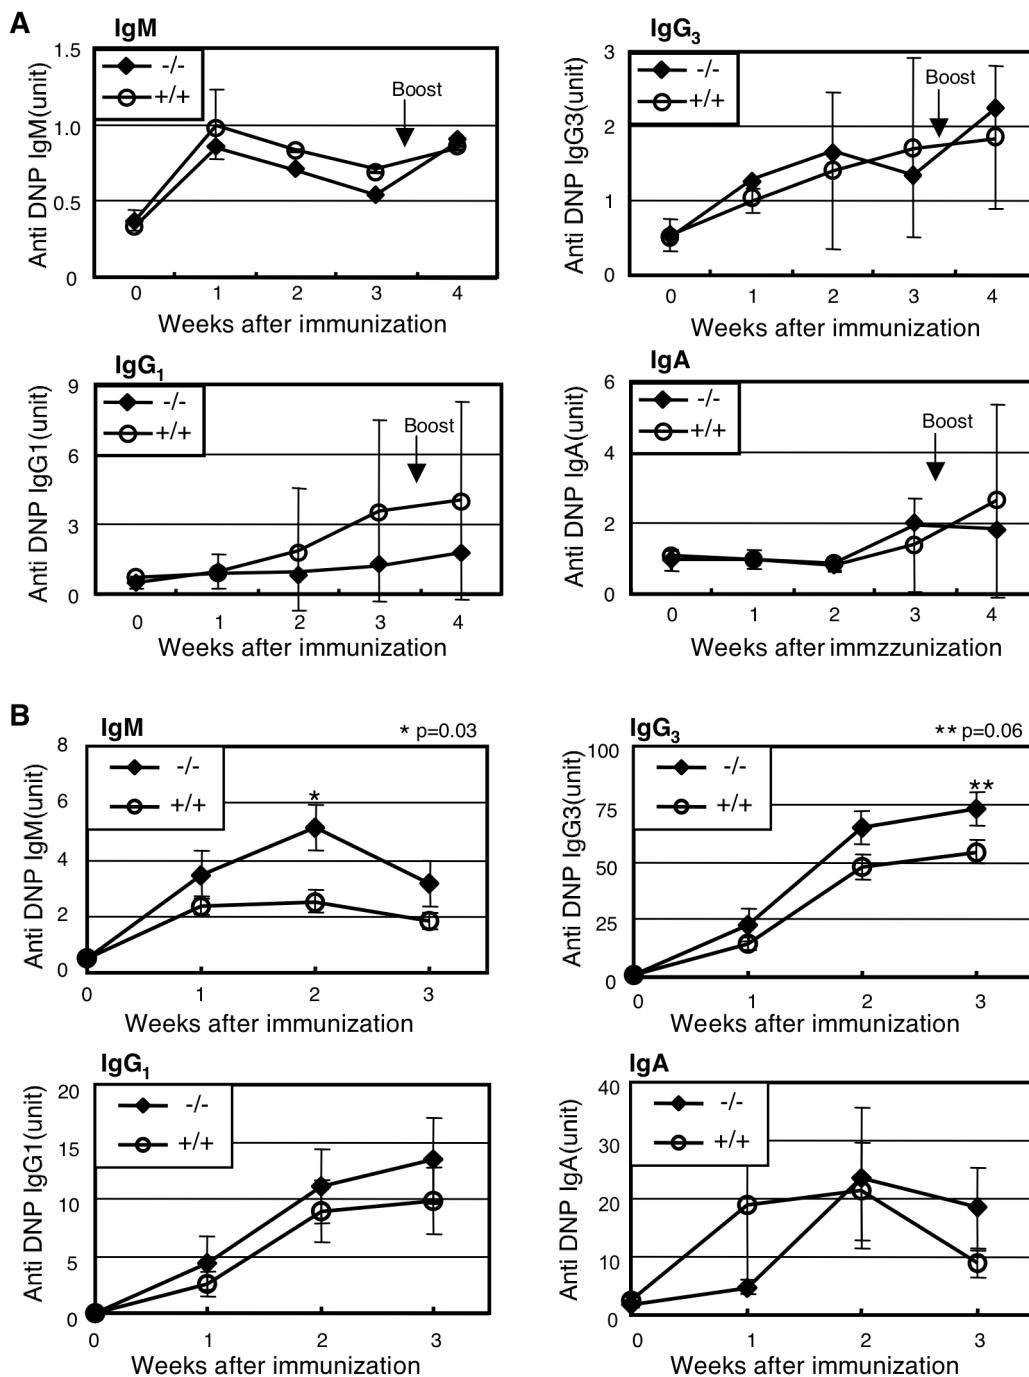 A
IgM
1.5
1.0
0.5
0
-/-
+/+
Boost
Anti DNP IgM(unit)
0 1 2 3 4
Weeks after immunization
IgG3
3
2
1
0
-/-
+/+
Boost
Anti DNP IgG3(unit)
0 1 2 3 4
Weeks after immunization
IgG1
9
6
3
0
-/-
+/+
Boost
Anti DNP IgG1(unit)
0 1 2 3 4
Weeks after immunization
IgA
6
4
2
0
-/-
+/+
Boost
Anti DNP IgA(unit)
0 1 2 3 4
Weeks after immzzunization
B
IgM
* p=0.03
8
6
4
2
0
-/-
+/+
*
Anti DNP IgM(unit)
0 1 2 3
Weeks after immunization
IgG3
** p=0.06
100
75
50
25
0
-/-
+/+
**
Anti DNP IgG3(unit)
0 1 2 3
Weeks after immunization
IgG1
20
15
10
5
0
-/-
+/+
Anti DNP IgG1(unit)
0 1 2 3
Weeks after immunization
IgA
40
30
20
10
0
-/-
+/+
Anti DNP IgA(unit)
0 1 2 3
Weeks after immunization